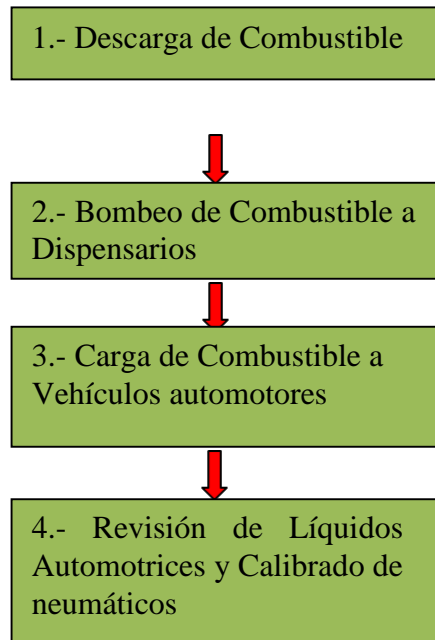 1.- Descarga de Combustible
2.- Bombeo de Combustible a
Dispensarios
3.- Carga de Combustible a
Vehículos automotores
4.- Revisión de Líquidos
Automotrices y Calibrado de
neumáticos